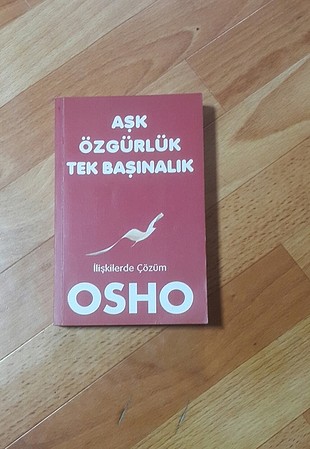 AŞK
ÖZGÜRLÜK
TEK BAŞINALIK
İlişkilerde Çözüm
OSHO